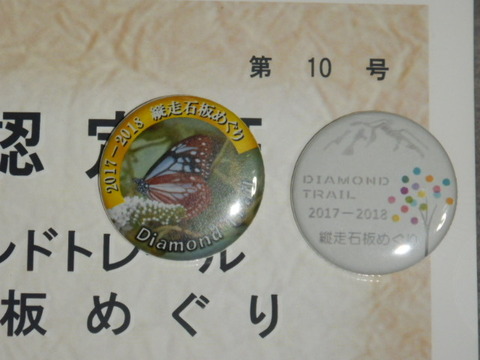 第 10 号
認定
2017－2018 縦走石板めぐり
Diamond
DIAMOND
TRAIL
2017－2018
縦走石板めぐり
ンドトレ ル
板めぐり